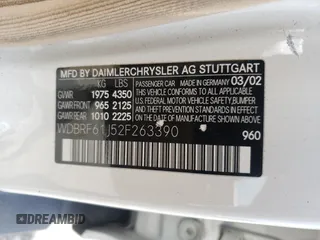 MFD. BY DAIMLERCHRYSLER AG STUTTGART
PASSENGER CAR MADE IN GERMANY 03/02
KG LBS
GVWR 1975 4350
GAWR FRONT 965 2125
GAWR REAR 1010 2225
THIS VEHICLE CONFORMS TO ALL APPLICABLE
U.S. FEDERAL MOTOR VEHICLE
SAFETY, BUMPER AND THEFT
PREVENTION STANDARDS IN EFFECT
ON THE DATE OF MANUFACTURE
SHOWN ABOVE.
WDBRF61J52F263390
960
DREAMBID